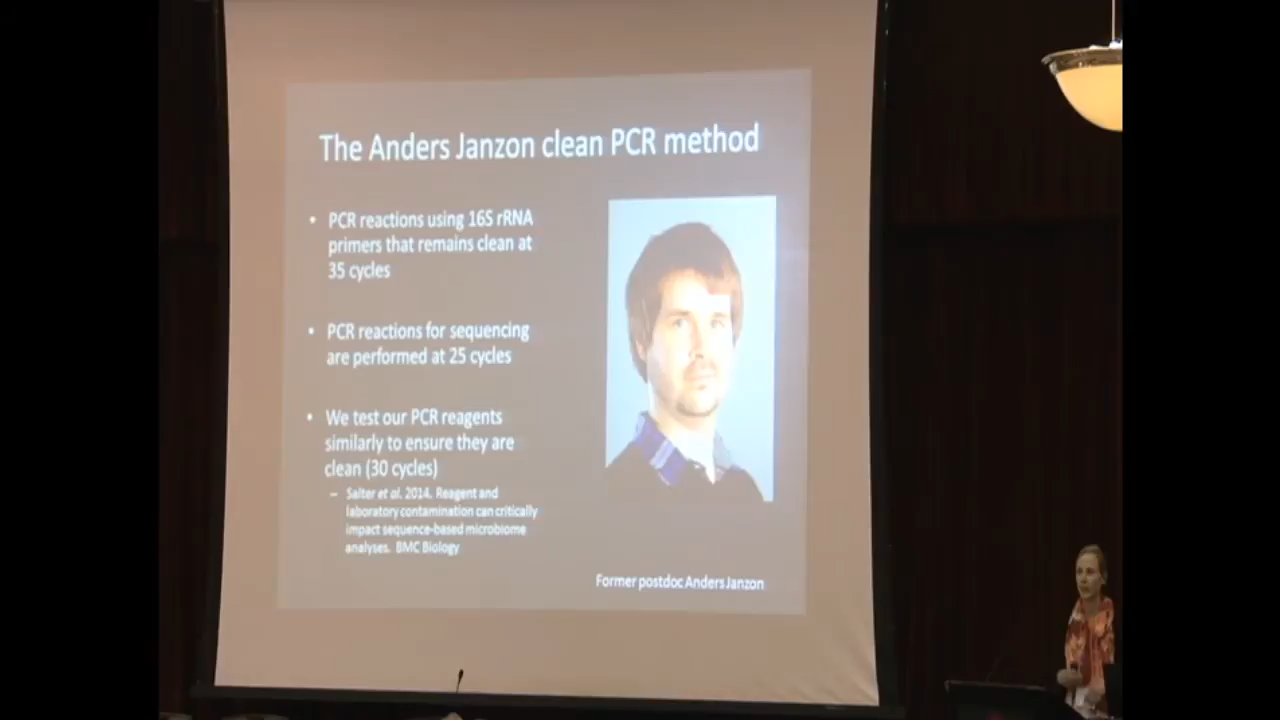 The Anders Janzon clean PCR method
• PCR reactions using 16S rRNA
primers that remains clean at
35 cycles
• PCR reactions for sequencing
are performed at 25 cycles
• We test our PCR reagents
similarly to ensure they are
clean (30 cycles)
– Salter et al. 2014. Reagent and
laboratory contamination can critically
impact sequence-based microbiome
analyses. BMC Biology
Former postdoc Anders Janzon